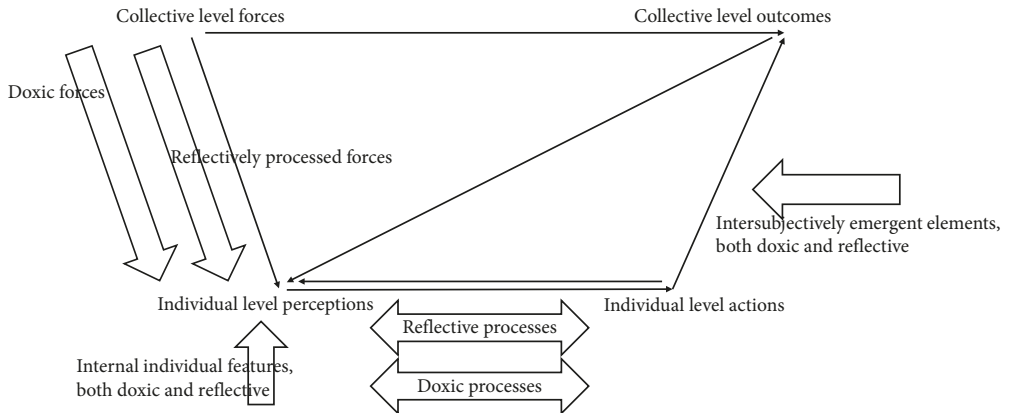 Collective level forces
Collective level outcomes
Doxic forces
Reflectively processed forces
Intersubjectively emergent elements,
both doxic and reflective
Individual level perceptions
Individual level actions
Reflective processes
Internal individual features,
both doxic and reflective
Doxic processes